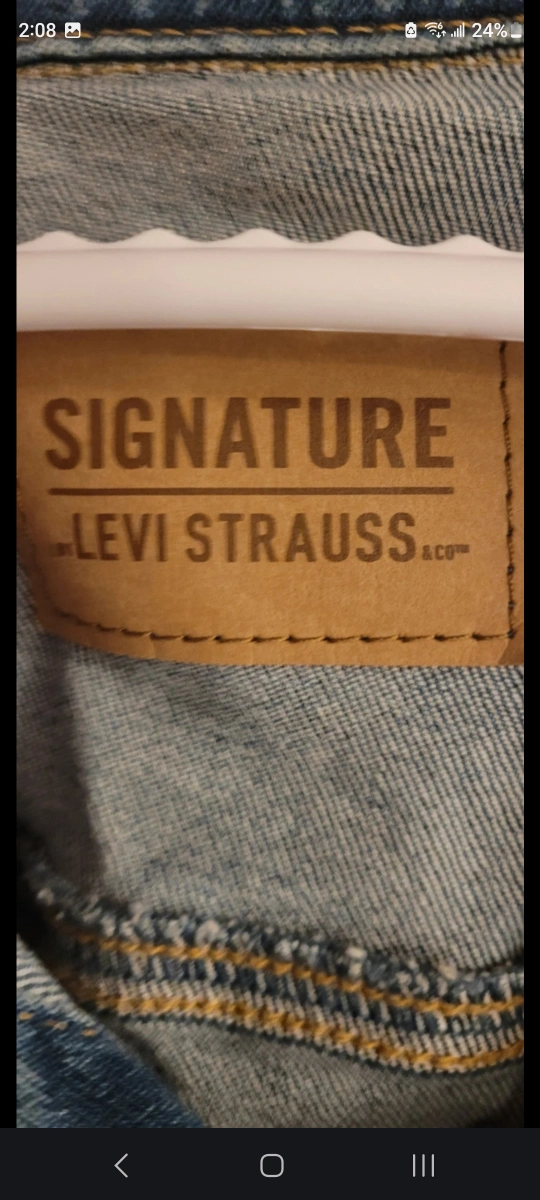 2:08 24%
SIGNATURE
BY LEVI STRAUSS & CO™